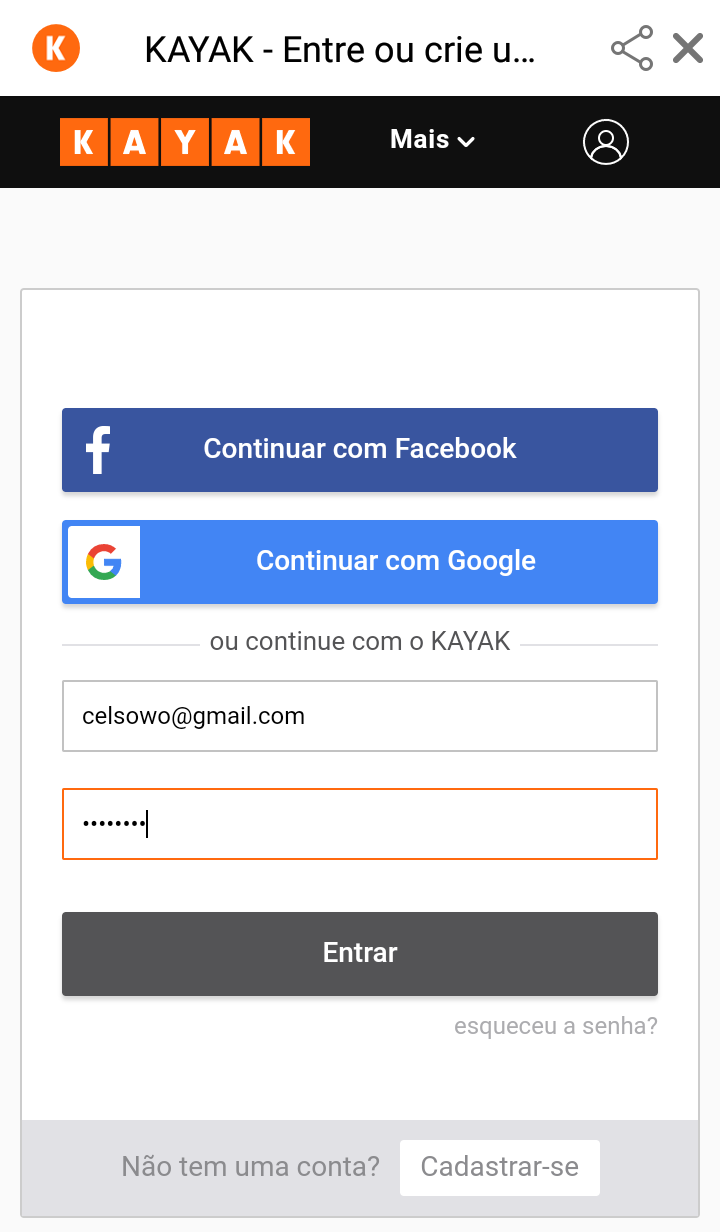 K KAYAK - Entre ou crie u...
KAYAK Mais
f Continuar com Facebook
G Continuar com Google
ou continue com o KAYAK
celsowo@gmail.com
••••••••
Entrar
esqueceu a senha?
Não tem uma conta? Cadastrar-se